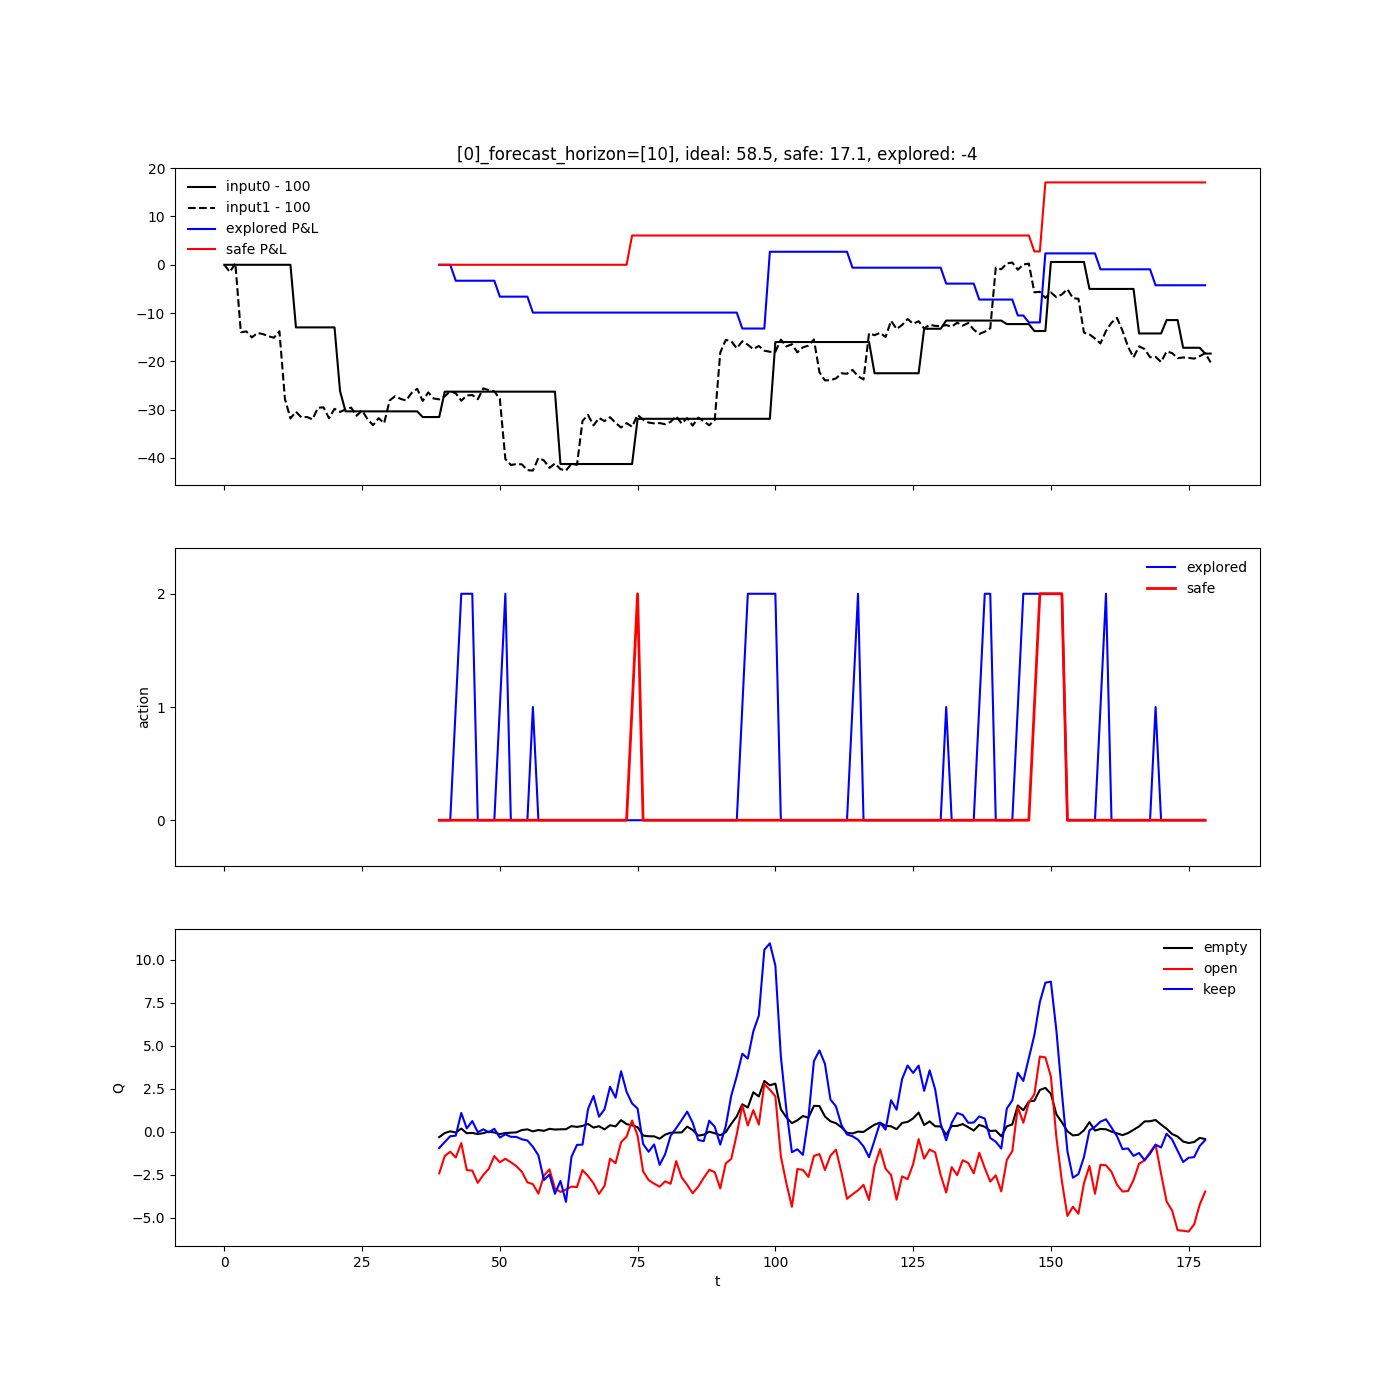 [0]_forecast_horizon=[10], ideal: 58.5, safe: 17.1, explored: -4
20
10
0
−10
−20
−30
−40
input0 - 100
input1 - 100
explored P&L
safe P&L
2
1
0
action
explored
safe
10.0
7.5
5.0
2.5
0.0
−2.5
−5.0
Q
empty
open
keep
0 25 50 75 100 125 150 175
t